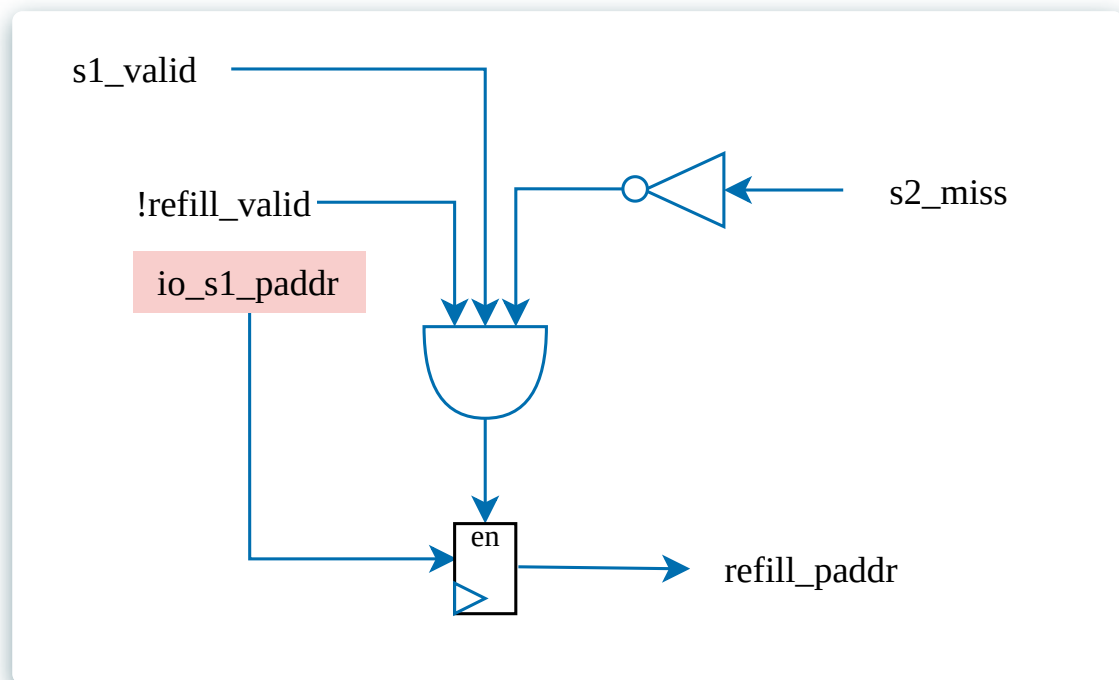 s1_valid
s2_miss
!refill_valid
io_s1_paddr
en
refill_paddr